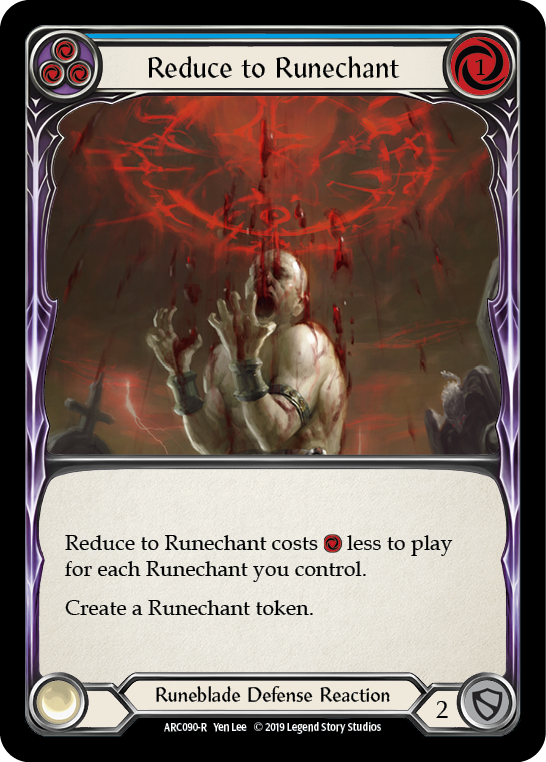 Reduce to Runechant
1
Reduce to Runechant costs less to play
for each Runechant you control.
Create a Runechant token.
Runeblade Defense Reaction
2
ARC090-R Yen Lee © 2019 Legend Story Studios